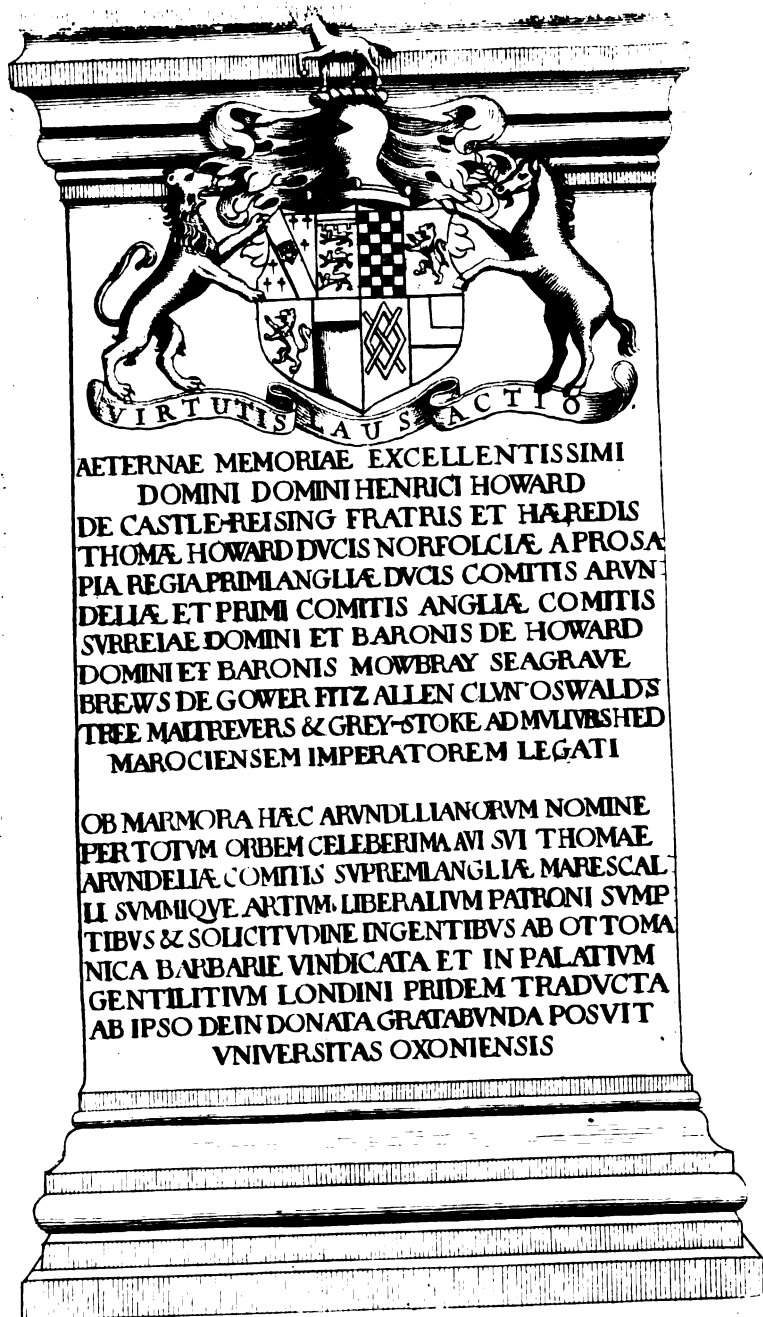 VIRTUTIS LAUS ACTIO
AETERNAE MEMORIAE EXCELLENTISSIMI
DOMINI DOMINI HENRICI HOWARD
DE CASTLE-REISING FRATRIS ET HÆREDIS
THOMÆ HOWARD DVCIS NORFOLCIÆ A PROSA
PIA REGIA PRIMI ANGLIÆ DVCIS COMITIS ARVN
DELIÆ ET PRIMI COMITIS ANGLIÆ COMITIS
SVRREIAE DOMINI ET BARONIS DE HOWARD
DOMINI ET BARONIS MOWBRAY SEAGRAVE
BREWS DE GOWER FITZ ALLEN CLVN OSWALDS
TREE MALTREVERS & GREY-STOKE AD MVLIVBSHED
MAROCIENSEM IMPERATOREM LEGATI
OB MARMORA HÆC ARVNDLLIANORVM NOMINE
PER TOTVM ORBEM CELEBERIMA AVI SVI THOMAE
ARVNDELIÆ COMITIS SVPREMI ANGLIÆ MARESCAL
LI SVMMIQVE ARTIVM LIBERALIVM PATRONI SVMP
TIBVS & SOLICITVDINE INGENTIBVS AB OTTOMA
NICA BARBARIE VINDICATA ET IN PALATIVM
GENTILITIVM LONDINI PRIDEM TRADVCTA
AB IPSO DEIN DONATA GRATABVNDA POSVIT
VNIVERSITAS OXONIENSIS